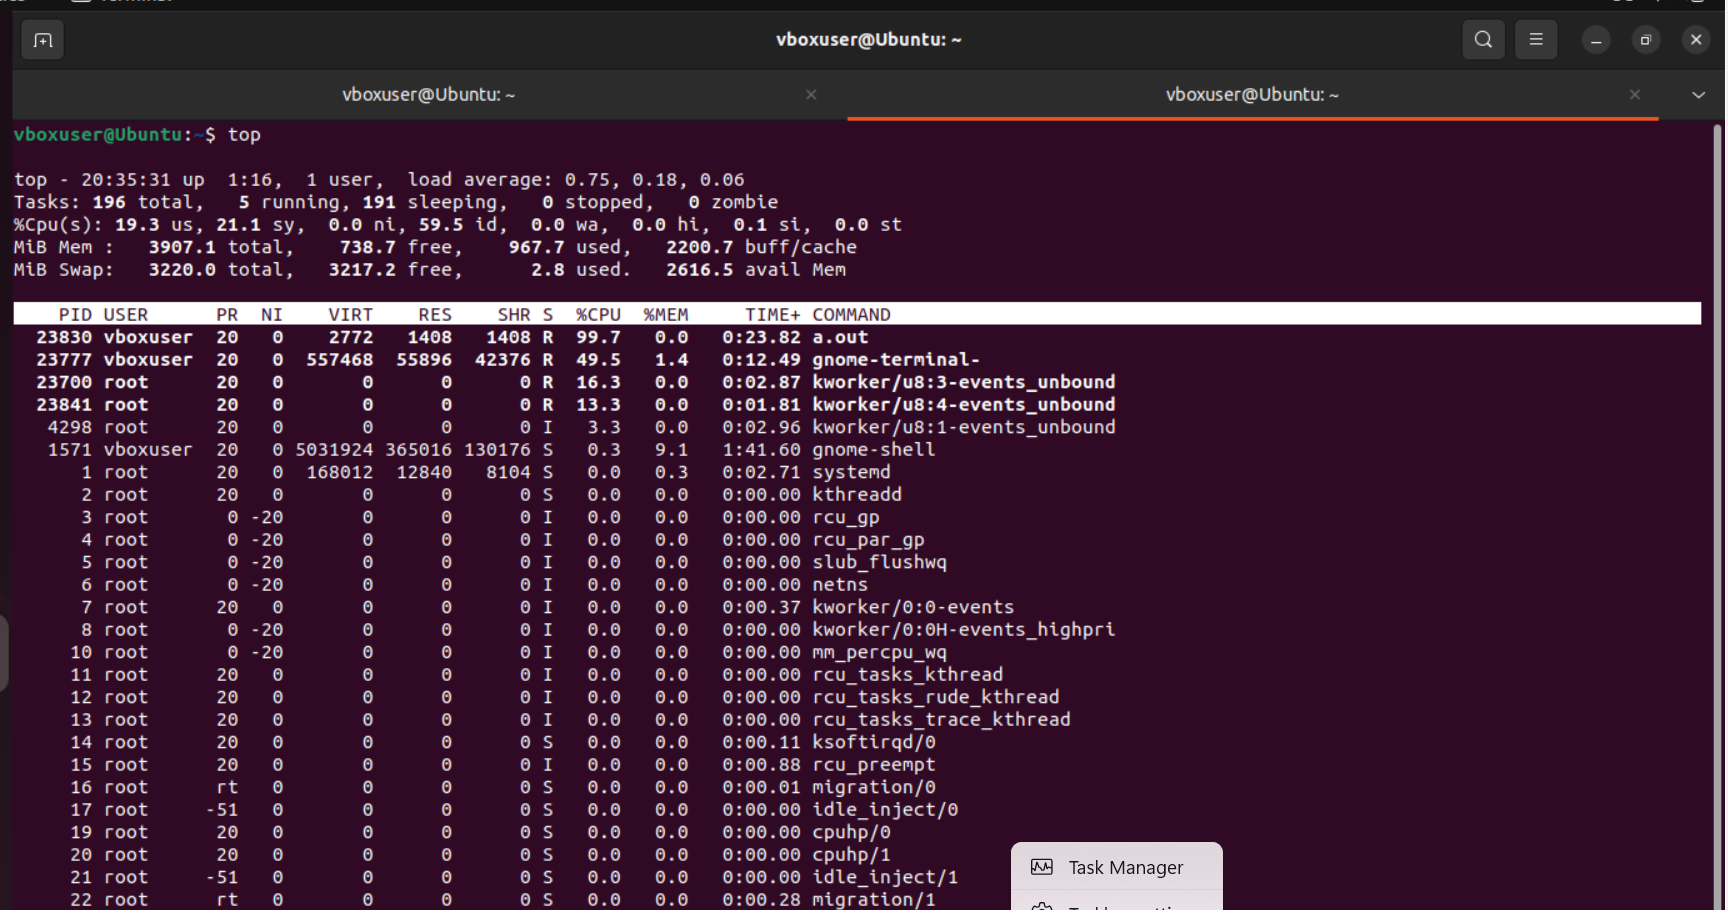 vboxuser@Ubuntu: ~
vboxuser@Ubuntu: ~ × vboxuser@Ubuntu: ~ ×
vboxuser@Ubuntu:~$ top
top - 20:35:31 up  1:16,  1 user,  load average: 0.75, 0.18, 0.06
Tasks: 196 total,   5 running, 191 sleeping,   0 stopped,   0 zombie
%Cpu(s): 19.3 us, 21.1 sy,  0.0 ni, 59.5 id,  0.0 wa,  0.0 hi,  0.1 si,  0.0 st
MiB Mem :   3907.1 total,    738.7 free,    967.7 used,   2200.7 buff/cache
MiB Swap:   3220.0 total,   3217.2 free,      2.8 used.   2616.5 avail Mem
PID USER      PR  NI    VIRT    RES    SHR S  %CPU  %MEM     TIME+ COMMAND
23830 vboxuser  20   0    2772   1408   1408 R  99.7   0.0   0:23.82 a.out
23777 vboxuser  20   0  557468  55896  42376 R  49.5   1.4   0:12.49 gnome-terminal-
23700 root      20   0       0      0      0 R  16.3   0.0   0:02.87 kworker/u8:3-events_unbound
23841 root      20   0       0      0      0 R  13.3   0.0   0:01.81 kworker/u8:4-events_unbound
4298 root      20   0       0      0      0 I   3.3   0.0   0:02.96 kworker/u8:1-events_unbound
1571 vboxuser  20   0 5031924 365016 130176 S   0.3   9.1   1:41.60 gnome-shell
1 root      20   0  168012  12840   8104 S   0.0   0.3   0:02.71 systemd
2 root      20   0       0      0      0 S   0.0   0.0   0:00.00 kthreadd
3 root       0 -20       0      0      0 I   0.0   0.0   0:00.00 rcu_gp
4 root       0 -20       0      0      0 I   0.0   0.0   0:00.00 rcu_par_gp
5 root       0 -20       0      0      0 I   0.0   0.0   0:00.00 slub_flushwq
6 root       0 -20       0      0      0 I   0.0   0.0   0:00.00 netns
7 root      20   0       0      0      0 I   0.0   0.0   0:00.37 kworker/0:0-events
8 root       0 -20       0      0      0 I   0.0   0.0   0:00.00 kworker/0:0H-events_highpri
10 root       0 -20       0      0      0 I   0.0   0.0   0:00.00 mm_percpu_wq
11 root      20   0       0      0      0 I   0.0   0.0   0:00.00 rcu_tasks_kthread
12 root      20   0       0      0      0 I   0.0   0.0   0:00.00 rcu_tasks_rude_kthread
13 root      20   0       0      0      0 I   0.0   0.0   0:00.00 rcu_tasks_trace_kthread
14 root      20   0       0      0      0 S   0.0   0.0   0:00.11 ksoftirqd/0
15 root      20   0       0      0      0 I   0.0   0.0   0:00.88 rcu_preempt
16 root      rt   0       0      0      0 S   0.0   0.0   0:00.01 migration/0
17 root     -51   0       0      0      0 S   0.0   0.0   0:00.00 idle_inject/0
19 root      20   0       0      0      0 S   0.0   0.0   0:00.00 cpuhp/0
20 root      20   0       0      0      0 S   0.0   0.0   0:00.00 cpuhp/1
21 root     -51   0       0      0      0 S   0.0   0.0   0:00.00 idle_inject/1
22 root      rt   0       0      0      0 S   0.0   0.0   0:00.28 migration/1
Task Manager